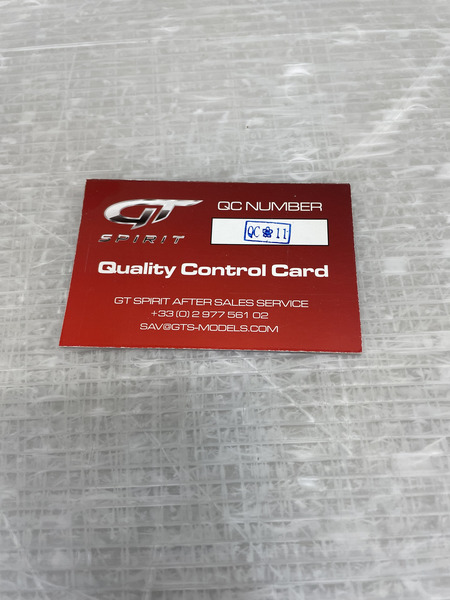 GT
SPIRIT
QC NUMBER
QC❀11
Quality Control Card
GT SPIRIT AFTER SALES SERVICE
+33 (0) 2 977 561 02
SAV@GTS-MODELS.COM